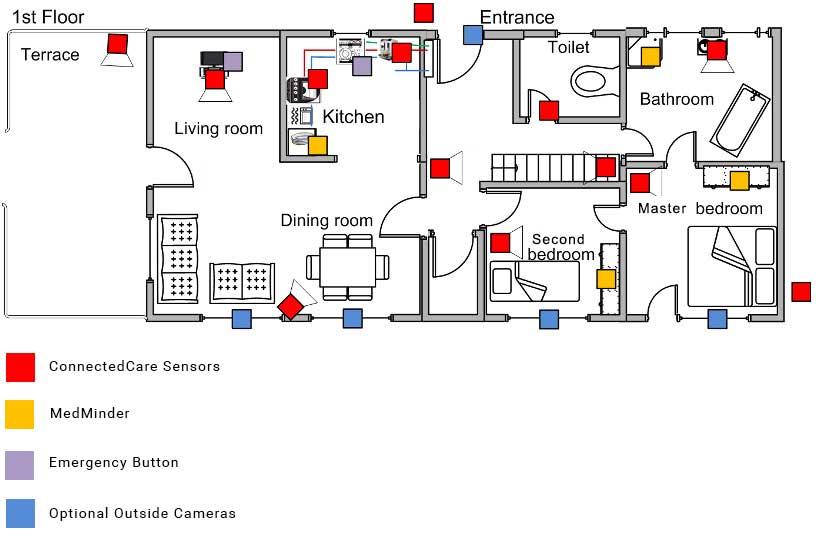 1st Floor
Entrance
Terrace
Toilet
Living room
Kitchen
Bathroom
Dining room
Second
bedroom
Master bedroom
ConnectedCare Sensors
MedMinder
Emergency Button
Optional Outside Cameras